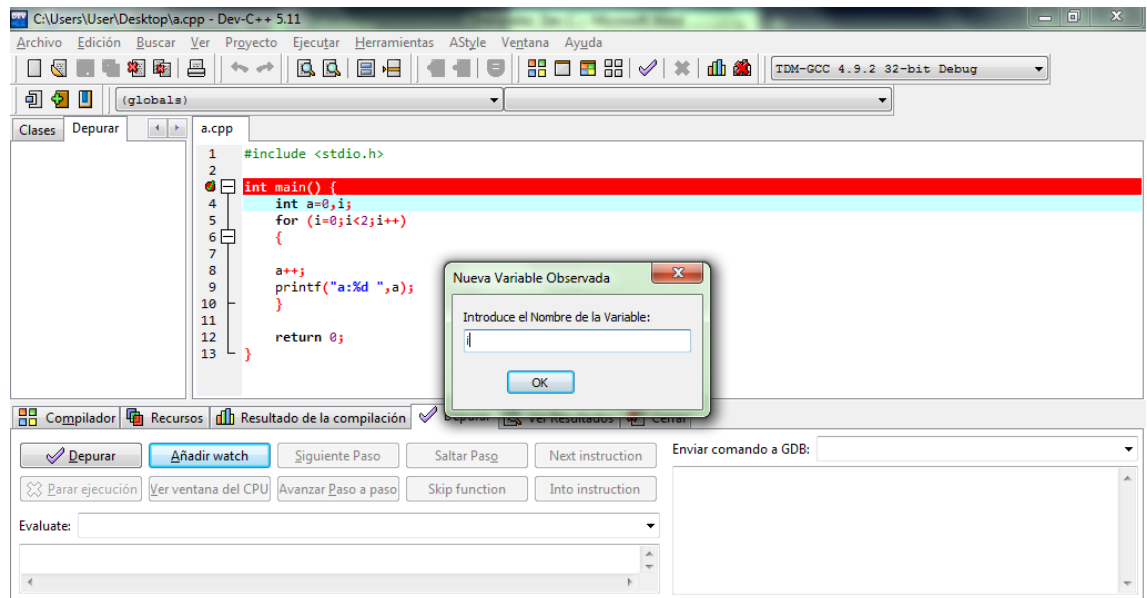 C:\Users\User\Desktop\a.cpp - Dev-C++ 5.11
Archivo Edición Buscar Ver Proyecto Ejecutar Herramientas AStyle Ventana Ayuda
TDM-GCC 4.9.2 32-bit Debug
(globals)
Clases Depurar a.cpp
1 #include <stdio.h>
2
int main() {
4 int a=0,i;
5 for (i=0;i<2;i++)
6 {
7
8 a++;
9 printf("a:%d ",a);
10 }
11
12 return 0;
13 }
Nueva Variable Observada
Introduce el Nombre de la Variable:
i
OK
Compilador Recursos Resultado de la compilación Depurar Ver Resultados Cerrar
Depurar Añadir watch Siguiente Paso Saltar Paso Next instruction Enviar comando a GDB:
Parar ejecución Ver ventana del CPU Avanzar Paso a paso Skip function Into instruction
Evaluate: